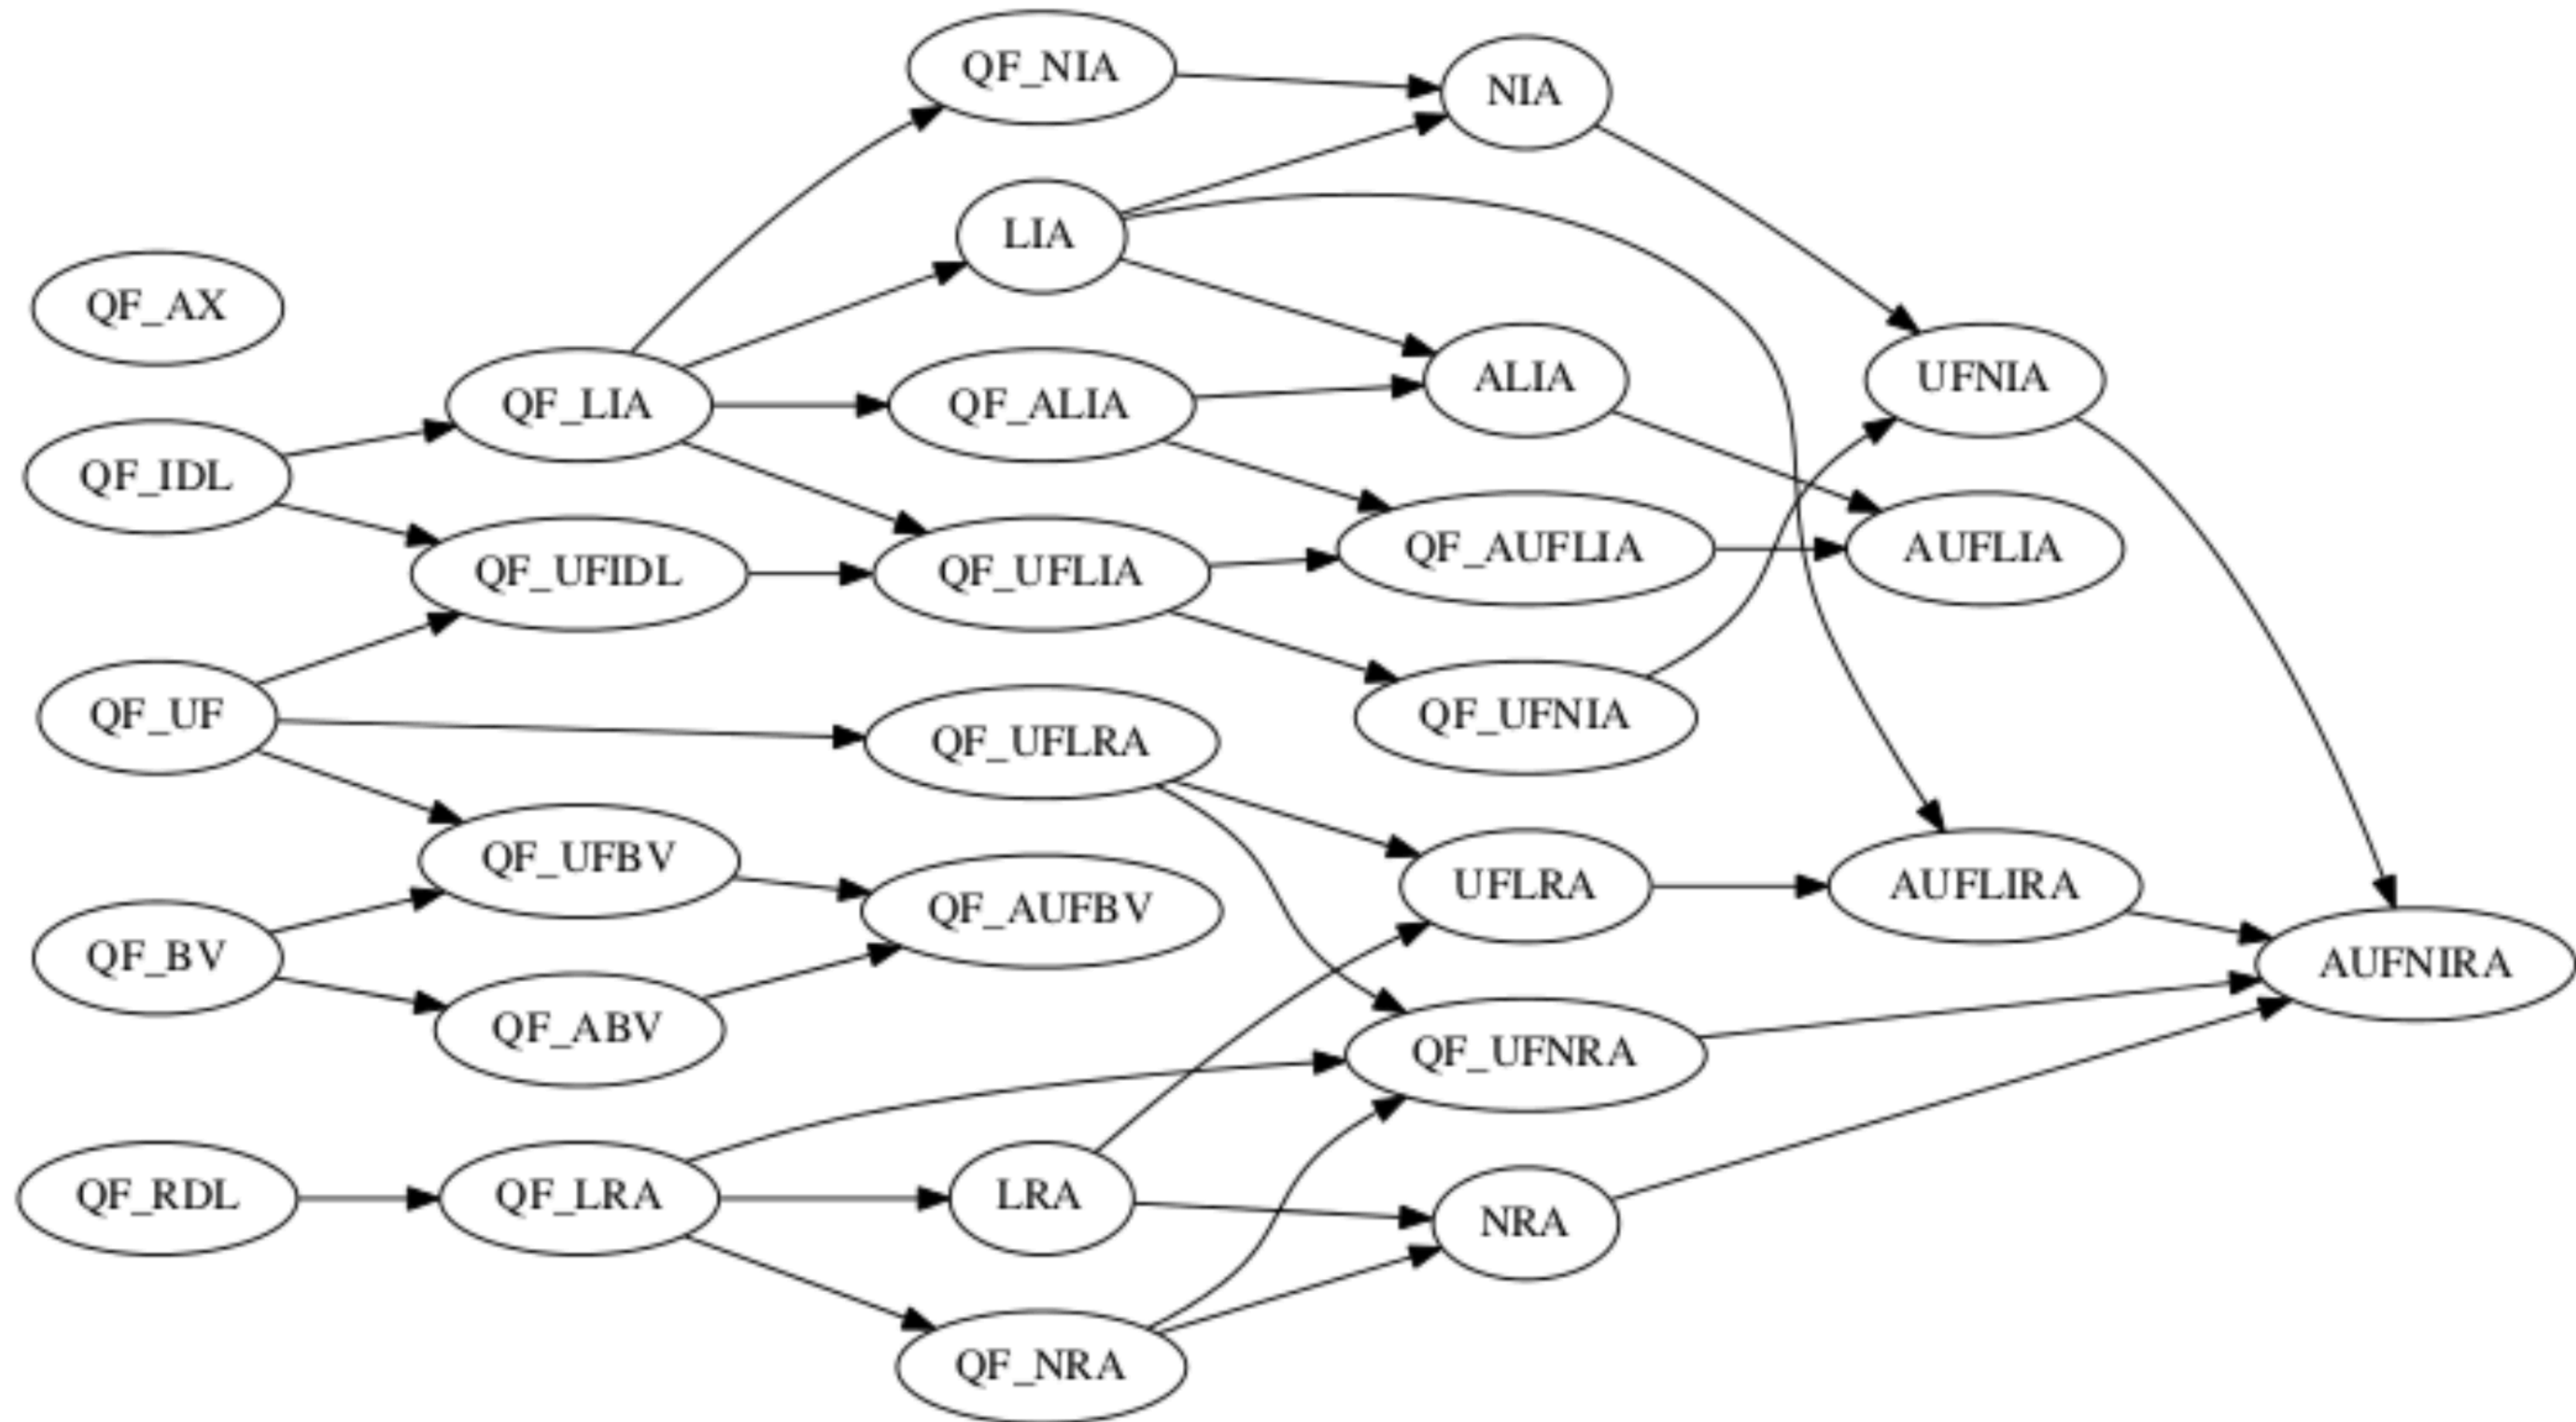 QF_AX
QF_IDL
QF_UF
QF_BV
QF_RDL
QF_LIA
QF_UFIDL
QF_UFBV
QF_ABV
QF_LRA
QF_NIA
LIA
QF_ALIA
QF_UFLIA
QF_UFLRA
QF_AUFBV
LRA
QF_NRA
NIA
ALIA
QF_AUFLIA
QF_UFNIA
UFLRA
QF_UFNRA
NRA
UFNIA
AUFLIA
AUFLIRA
AUFNIRA